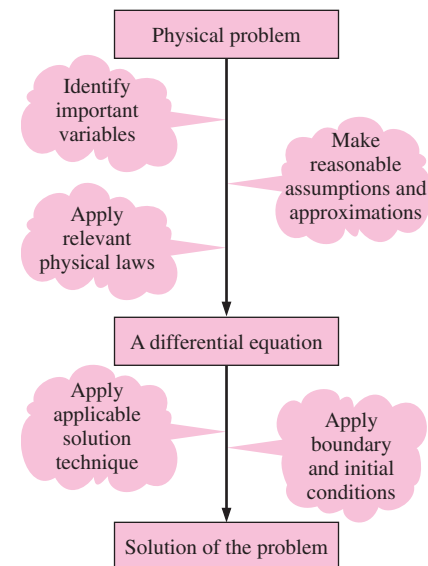 Physical problem
Identify
important
variables
Make
reasonable
assumptions and
approximations
Apply
relevant
physical laws
A differential equation
Apply
applicable
solution
technique
Apply
boundary
and initial
conditions
Solution of the problem